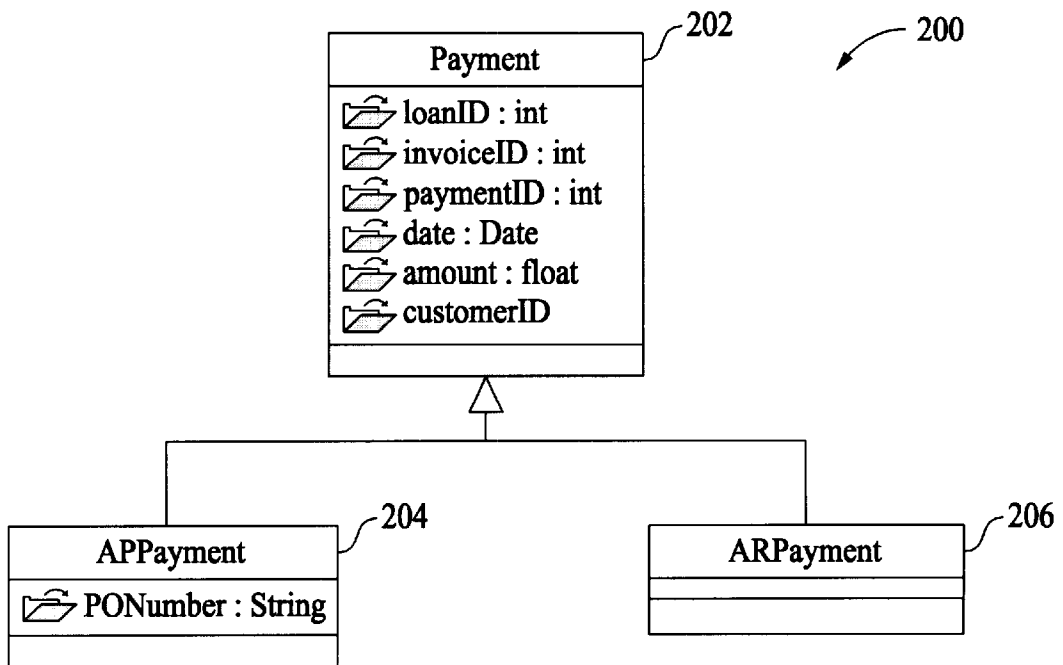 202
200
Payment
loanID : int
invoiceID : int
paymentID : int
date : Date
amount : float
customerID
204
206
APPayment
ARPayment
PONumber : String